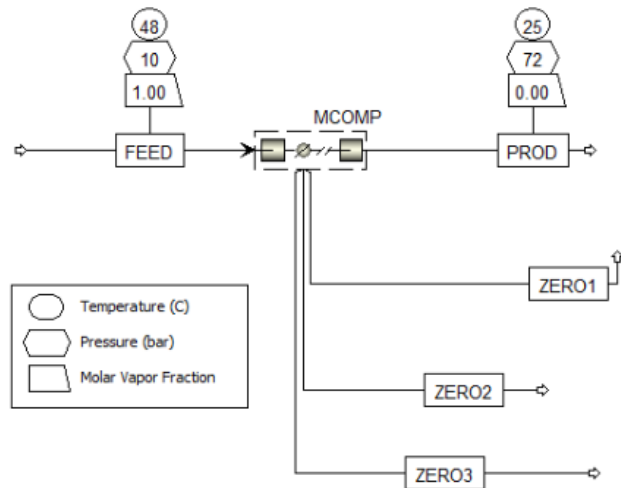 48
10
1.00
FEED
MCOMP
25
72
0.00
PROD
ZERO1
ZERO2
ZERO3
Temperature (C)
Pressure (bar)
Molar Vapor Fraction